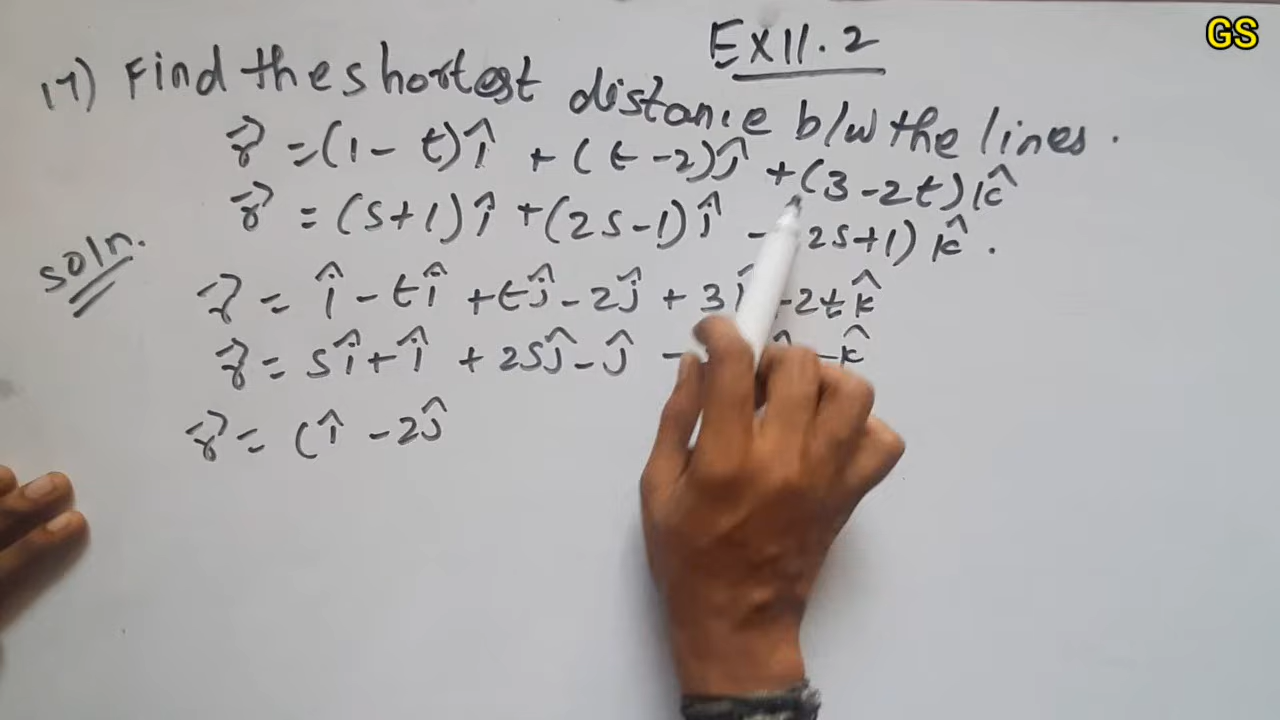 GS
Ex 11.2
17) Find the shortest distance b/w the lines.
r⃗ = (1 - t)î + (t - 2)ĵ + (3 - 2t)k̂
r⃗ = (s+1)î + (2s-1)ĵ - 2s+1)k̂.
Soln.
r⃗ = î - tî + tĵ - 2ĵ + 3 - 2tk̂
r⃗ = sî + î + 2sĵ - ĵ - - k̂
r⃗ = (î - 2ĵ